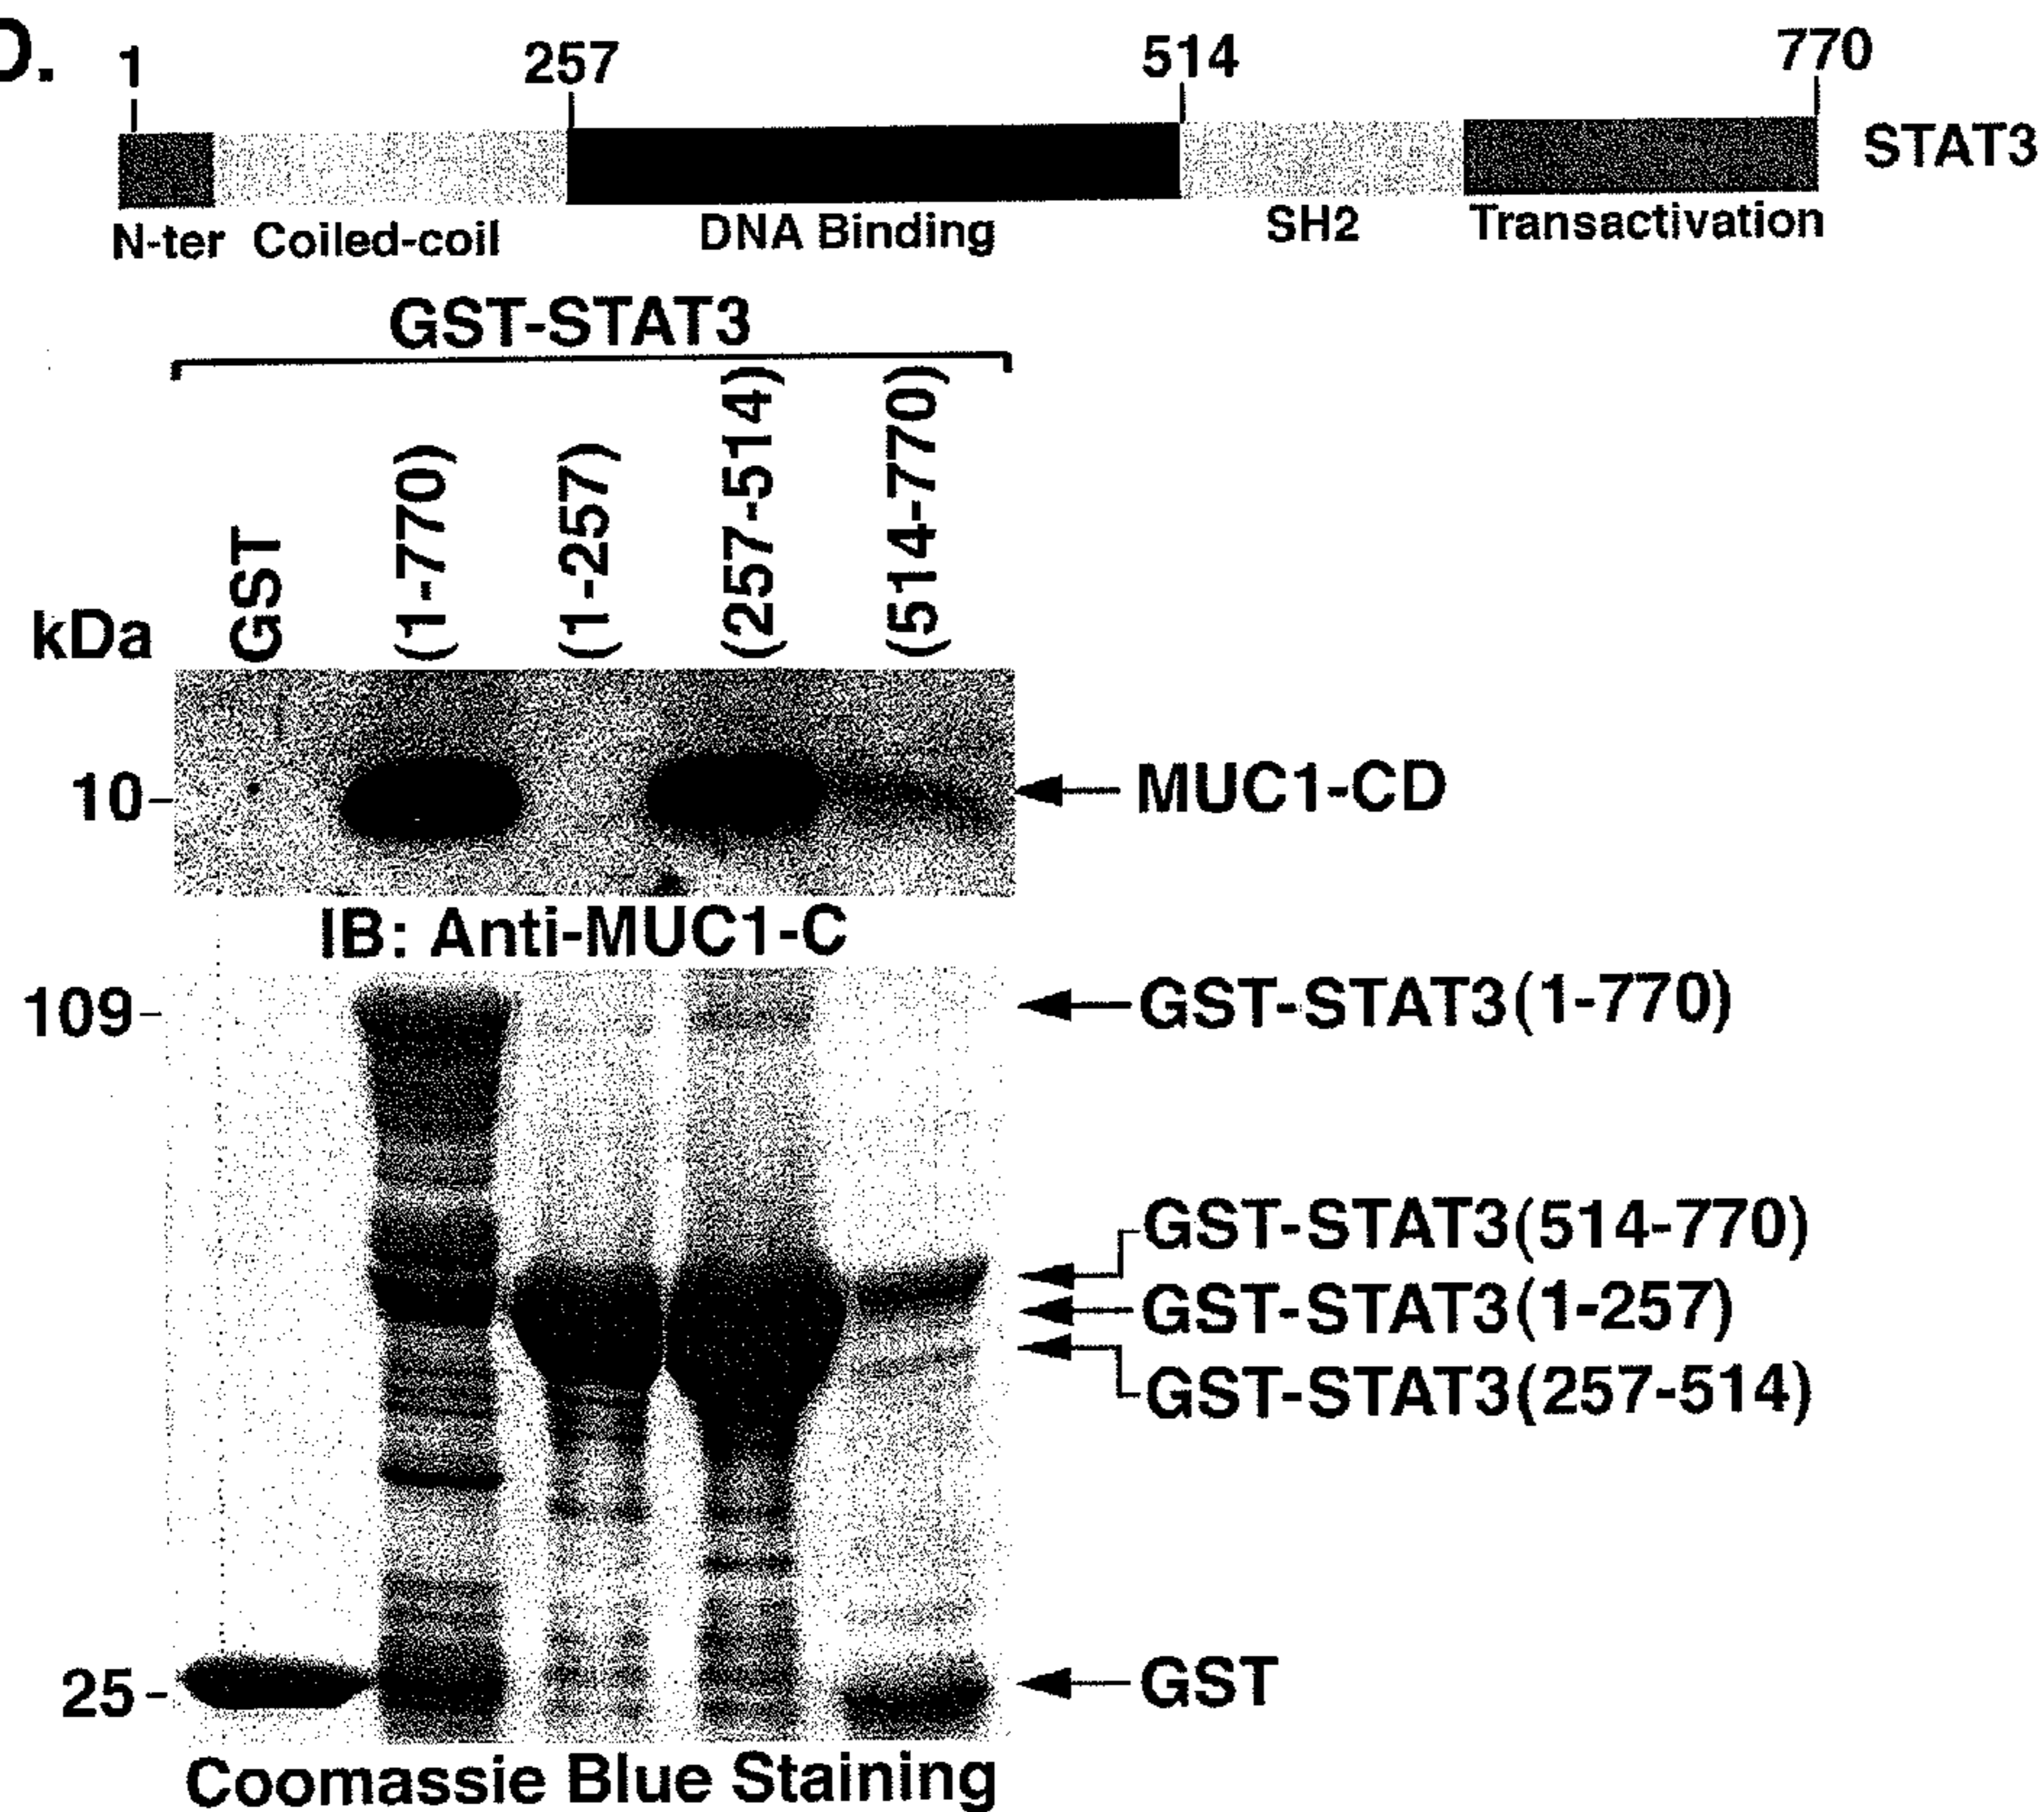 D.
1 257 514 770
STAT3
N-ter Coiled-coil DNA Binding SH2 Transactivation
GST-STAT3
kDa GST (1-770) (1-257) (257-514) (514-770)
10 MUC1-CD
IB: Anti-MUC1-C
109 GST-STAT3(1-770)
GST-STAT3(514-770)
GST-STAT3(1-257)
GST-STAT3(257-514)
25 GST
Coomassie Blue Staining